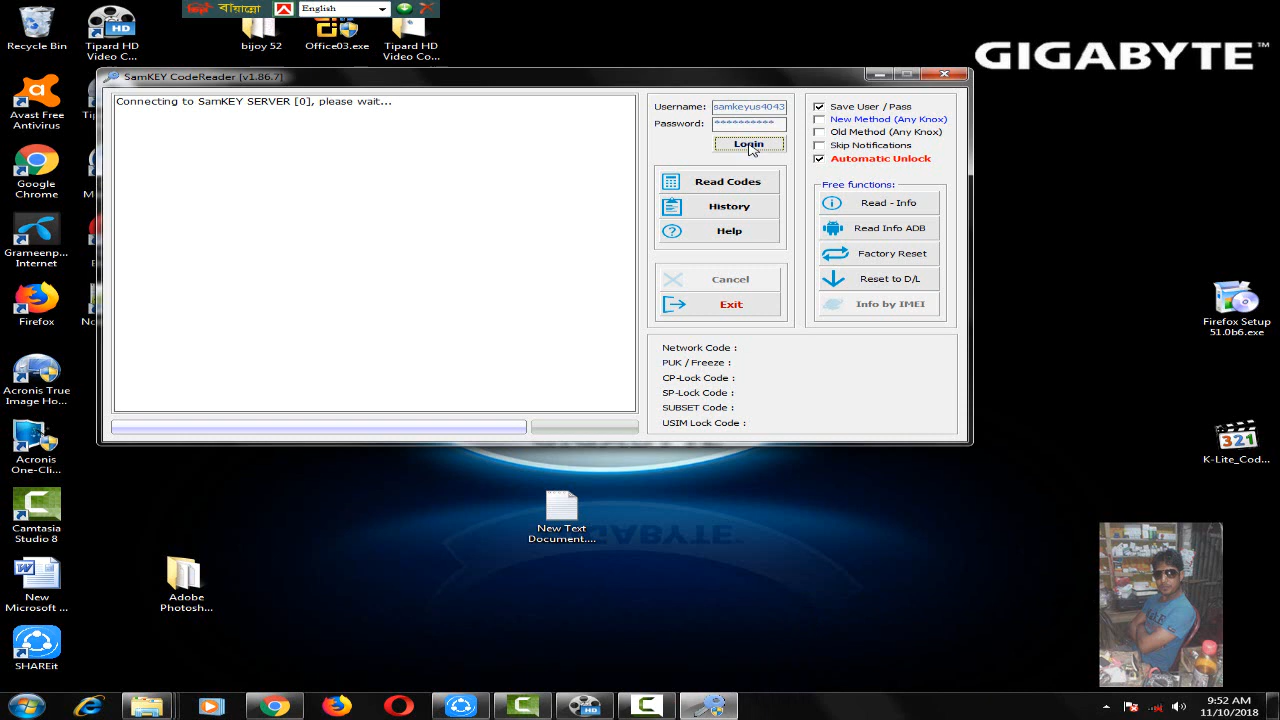 বায়ান্নো
English
Recycle Bin
Tipard HD
Video C...
bijoy 52
Office03.exe
Tipard HD
Video Co...
GIGABYTE™
SamKEY CodeReader [v1.86.7]
Connecting to SamKEY SERVER [0], please wait...
Username:
samkeyus4043
Password:
**********
Login
Read Codes
History
Help
Cancel
Exit
Save User / Pass
New Method (Any Knox)
Old Method (Any Knox)
Skip Notifications
Automatic Unlock
Free functions:
Read - Info
Read Info ADB
Factory Reset
Reset to D/L
Info by IMEI
Network Code :
PUK / Freeze :
CP-Lock Code :
SP-Lock Code :
SUBSET Code :
USIM Lock Code :
Avast Free
Antivirus
Google
Chrome
Grameenp...
Internet
Firefox
Acronis True
Image Ho...
Acronis
One-Cli...
Camtasia
Studio 8
New
Microsoft ...
SHAREit
Adobe
Photosh...
New Text
Document....
Firefox Setup
51.0b6.exe
K-Lite_Cod...
9:52 AM
11/10/2018